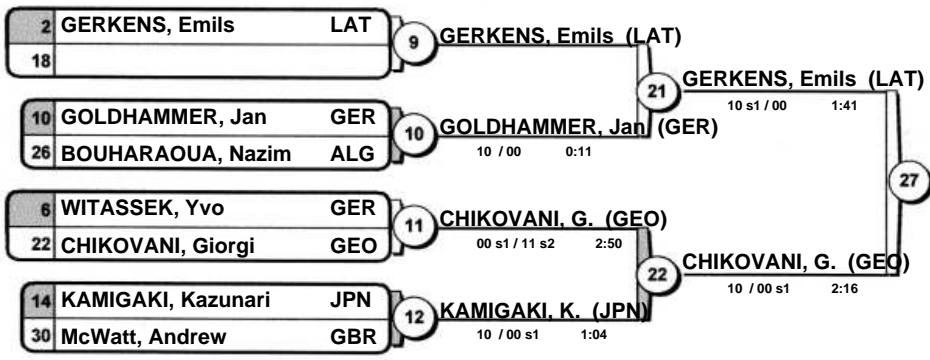 2 GERKENS, Emils LAT
18
9
GERKENS, Emils (LAT)
10 GOLDHAMMER, Jan GER
26 BOUHARAOUA, Nazim ALG
10
GOLDHAMMER, Jan (GER)
10 / 00 0:11
21
GERKENS, Emils (LAT)
10 s1 / 00 1:41
6 WITASSEK, Yvo GER
22 CHIKOVANI, Giorgi GEO
11
CHIKOVANI, G. (GEO)
00 s1 / 11 s2 2:50
14 KAMIGAKI, Kazunari JPN
30 McWatt, Andrew GBR
12
KAMIGAKI, K. (JPN)
10 / 00 s1 1:04
22
CHIKOVANI, G. (GEO)
10 / 00 s1 2:16
27